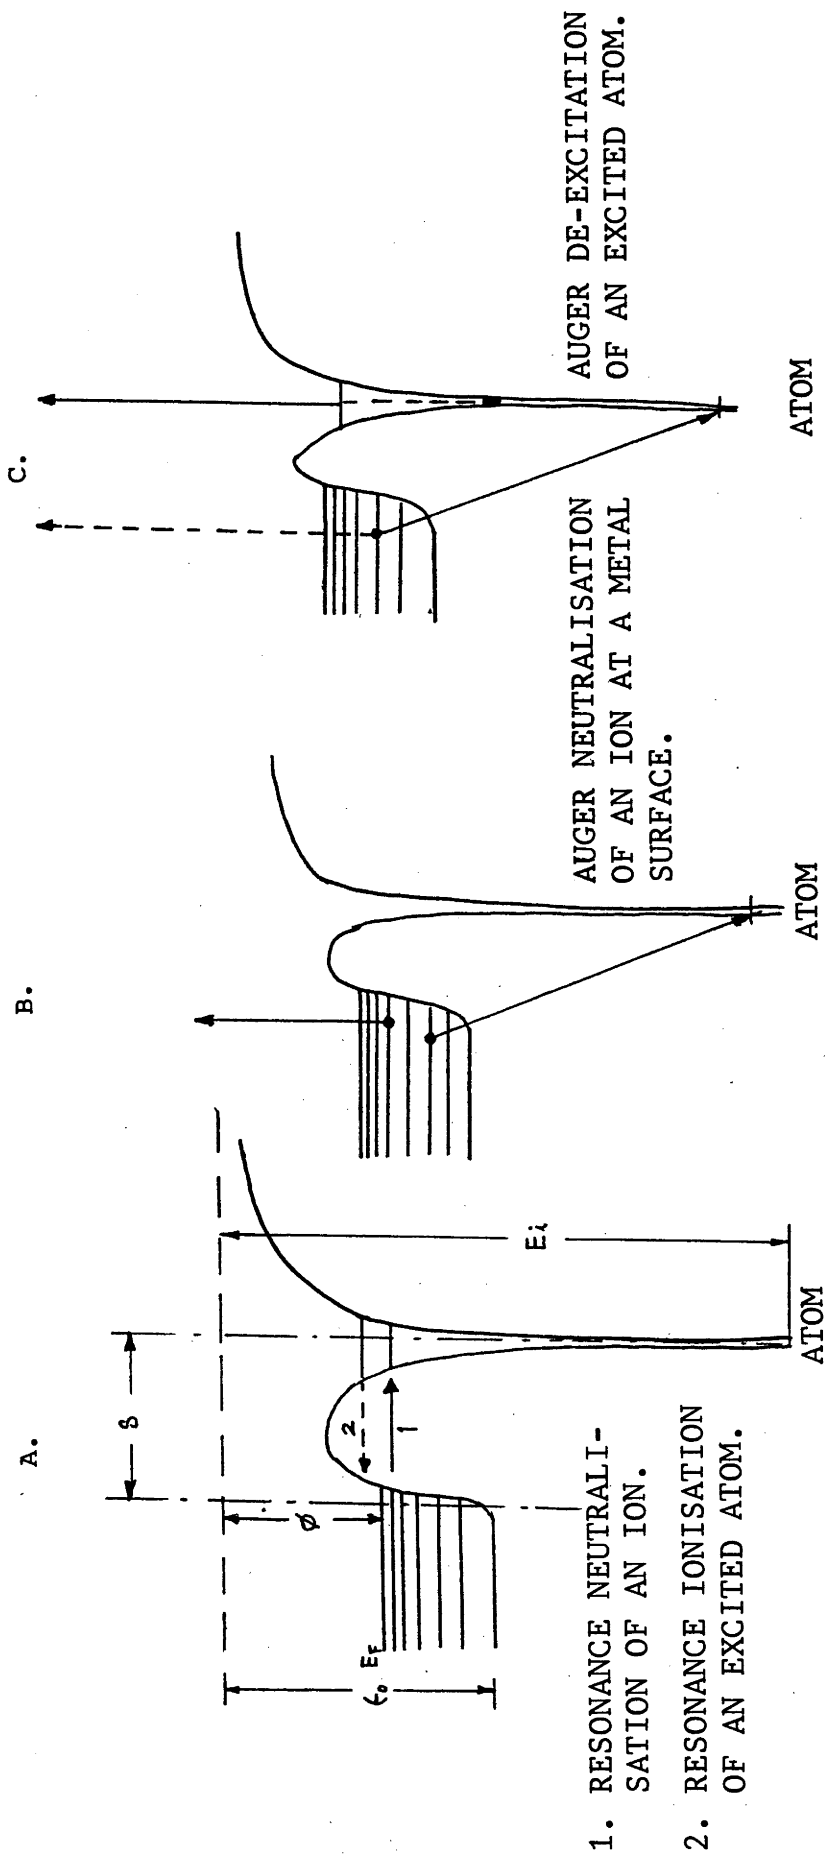 A.
B.
C.
s
2
1
φ
E_F
ε₀
Ei
ATOM
ATOM
ATOM
1. RESONANCE NEUTRALI-
SATION OF AN ION.
2. RESONANCE IONISATION
OF AN EXCITED ATOM.
AUGER NEUTRALISATION
OF AN ION AT A METAL
SURFACE.
AUGER DE-EXCITATION
OF AN EXCITED ATOM.